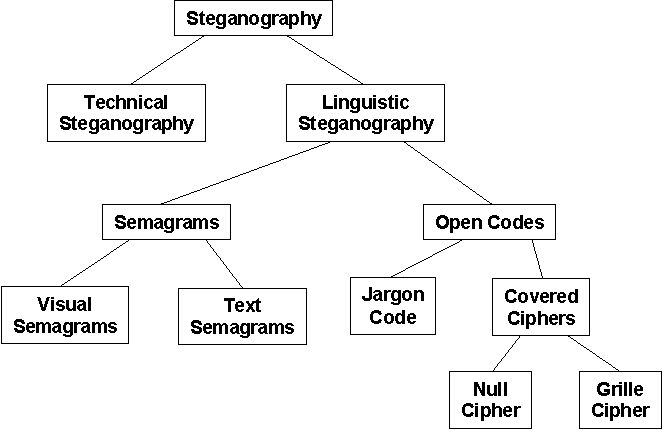 Steganography
Technical
Steganography
Linguistic
Steganography
Semagrams
Open Codes
Visual
Semagrams
Text
Semagrams
Jargon
Code
Covered
Ciphers
Null
Cipher
Grille
Cipher